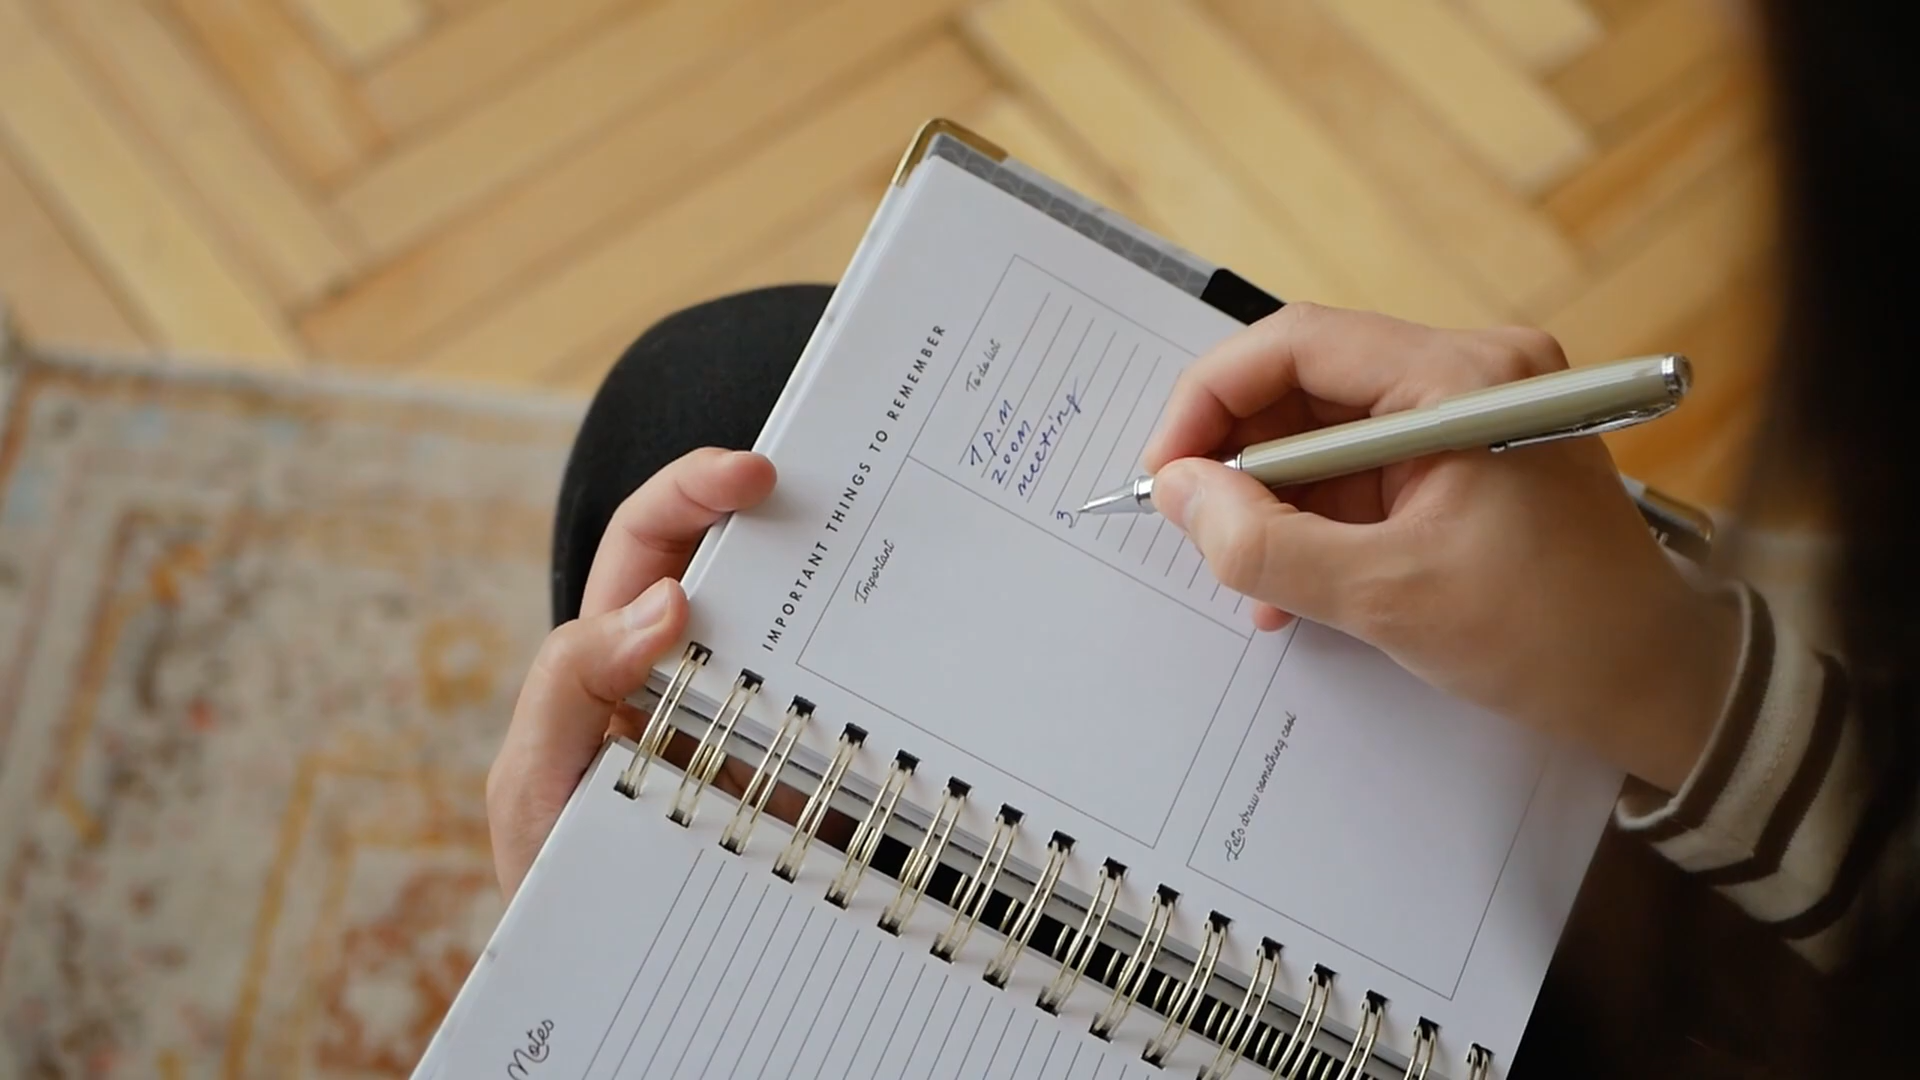 IMPORTANT THINGS TO REMEMBER
To do list
1 P.M
zoom
meeting
3
Important
Let's draw something cool
Notes